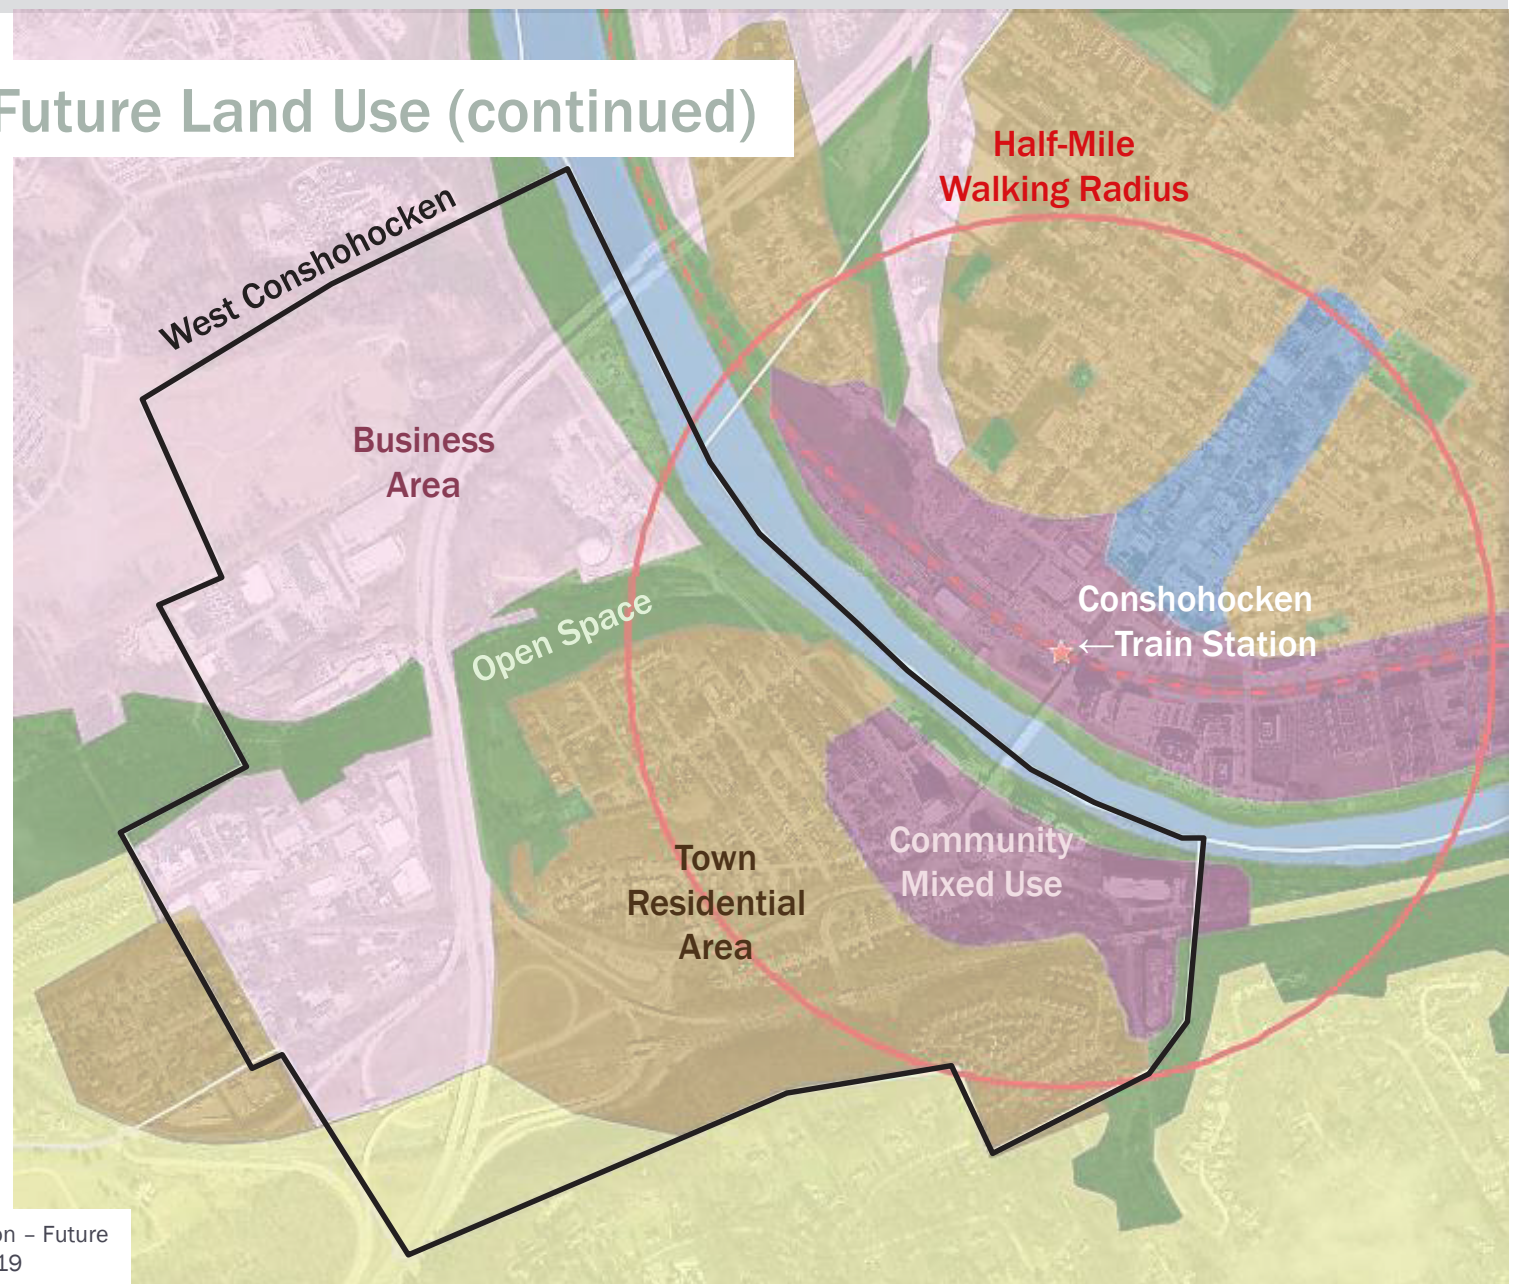 Future Land Use (continued)
Half-Mile
Walking Radius
West Conshohocken
Business
Area
Open Space
Conshohocken
←Train Station
Community
Mixed Use
Town
Residential
Area
– Future
19